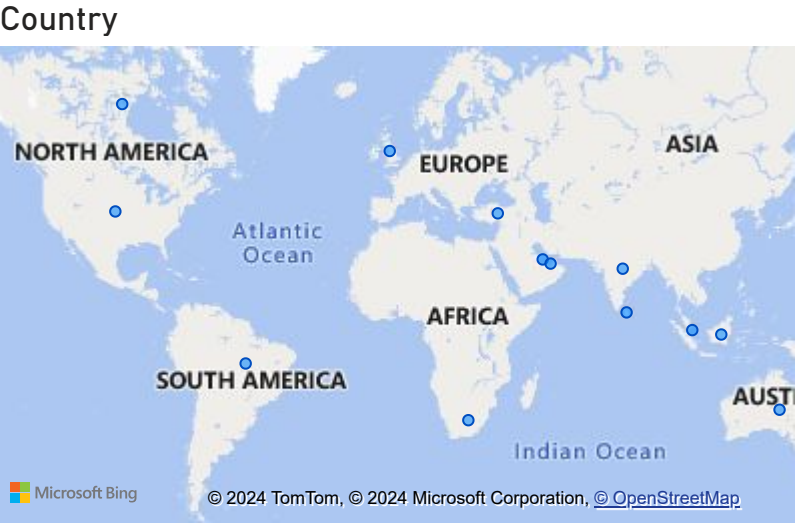 Country
NORTH AMERICA
EUROPE
ASIA
Atlantic
Ocean
AFRICA
SOUTH AMERICA
AUST
Indian Ocean
Microsoft Bing
© 2024 TomTom, © 2024 Microsoft Corporation, © OpenStreetMap